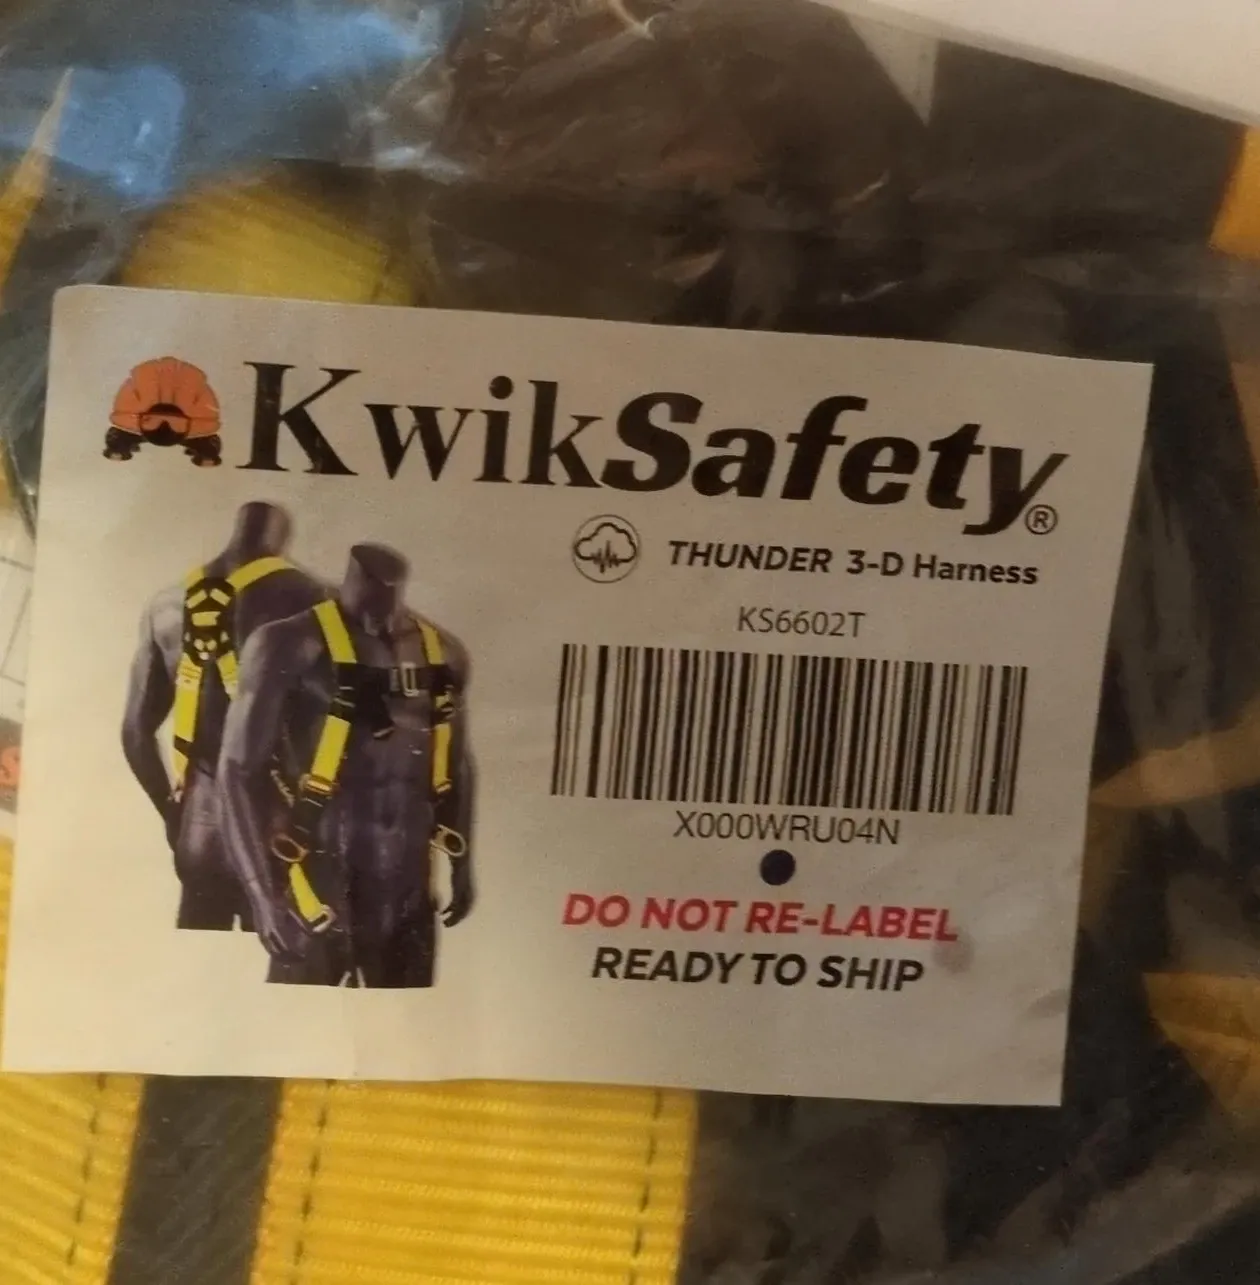 KwikSafety®
THUNDER 3-D Harness
KS6602T
X000WRU04N
DO NOT RE-LABEL
READY TO SHIP